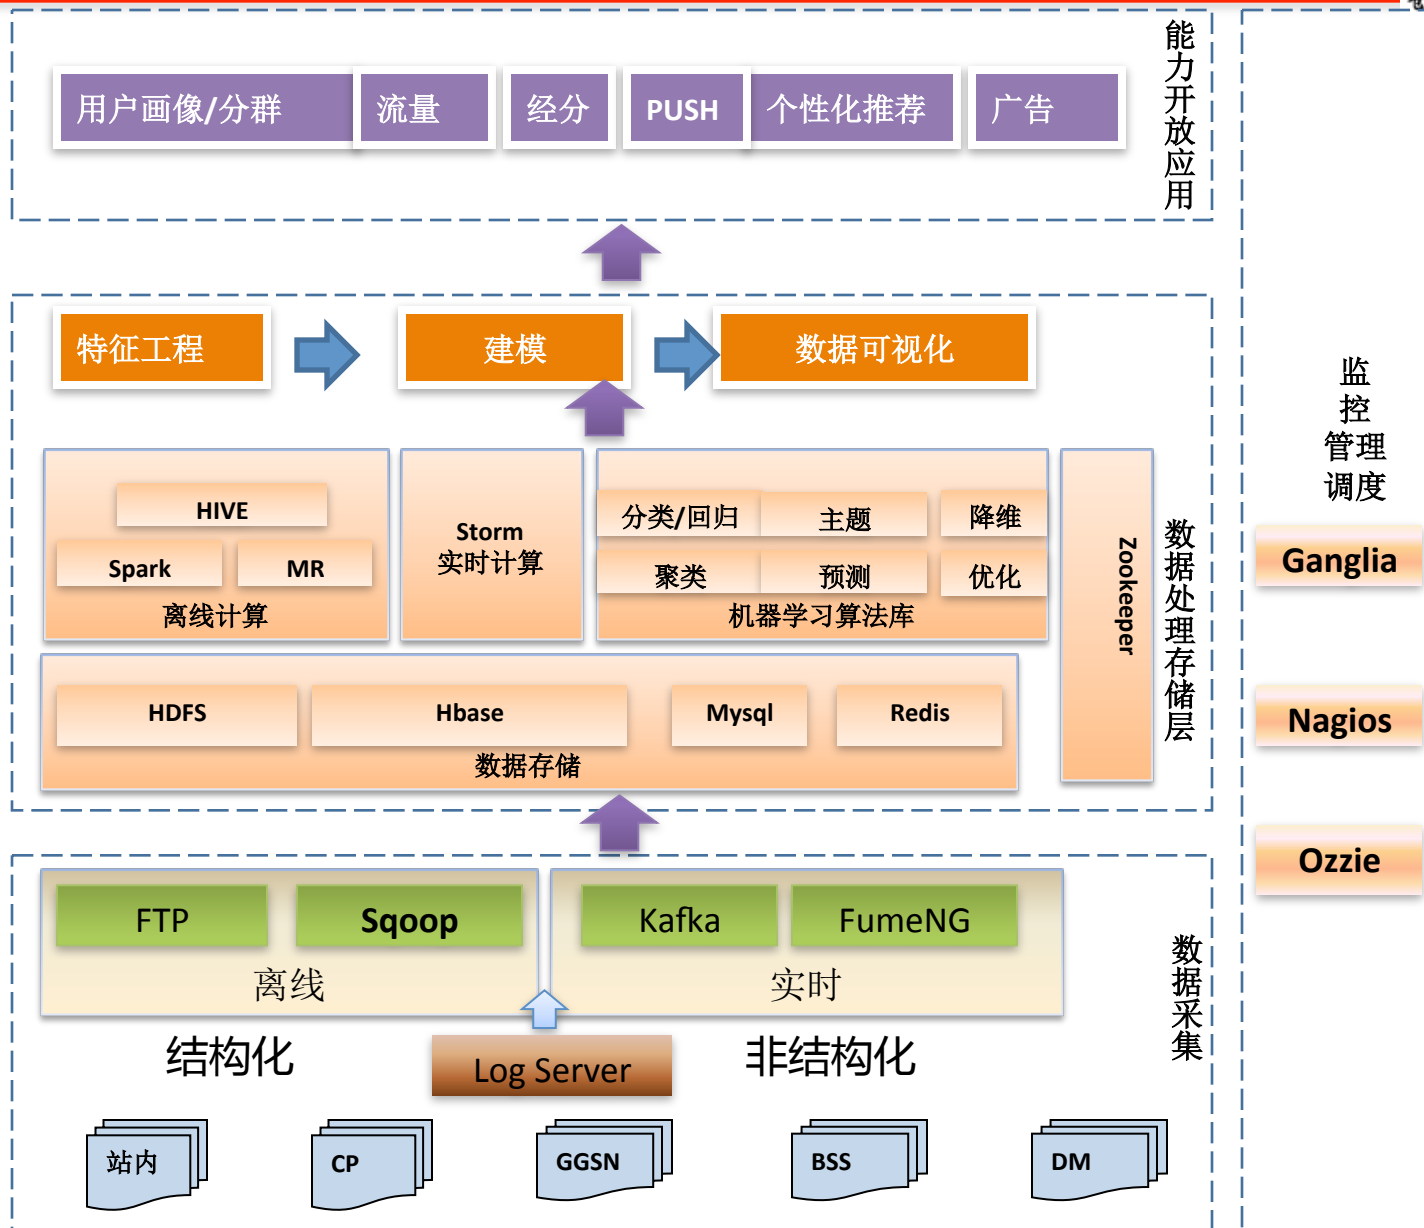 能力开放应用
用户画像/分群
流量
经分
PUSH
个性化推荐
广告
特征工程
建模
数据可视化
HIVE
Spark
MR
离线计算
Storm
实时计算
分类/回归
主题
降维
聚类
预测
优化
机器学习算法库
Zookeeper
数据处理存储层
HDFS
Hbase
Mysql
Redis
数据存储
FTP
Sqoop
离线
Kafka
FumeNG
实时
数据采集
结构化
Log Server
非结构化
站内
CP
GGSN
BSS
DM
监
控
管理
调度
Ganglia
Nagios
Ozzie